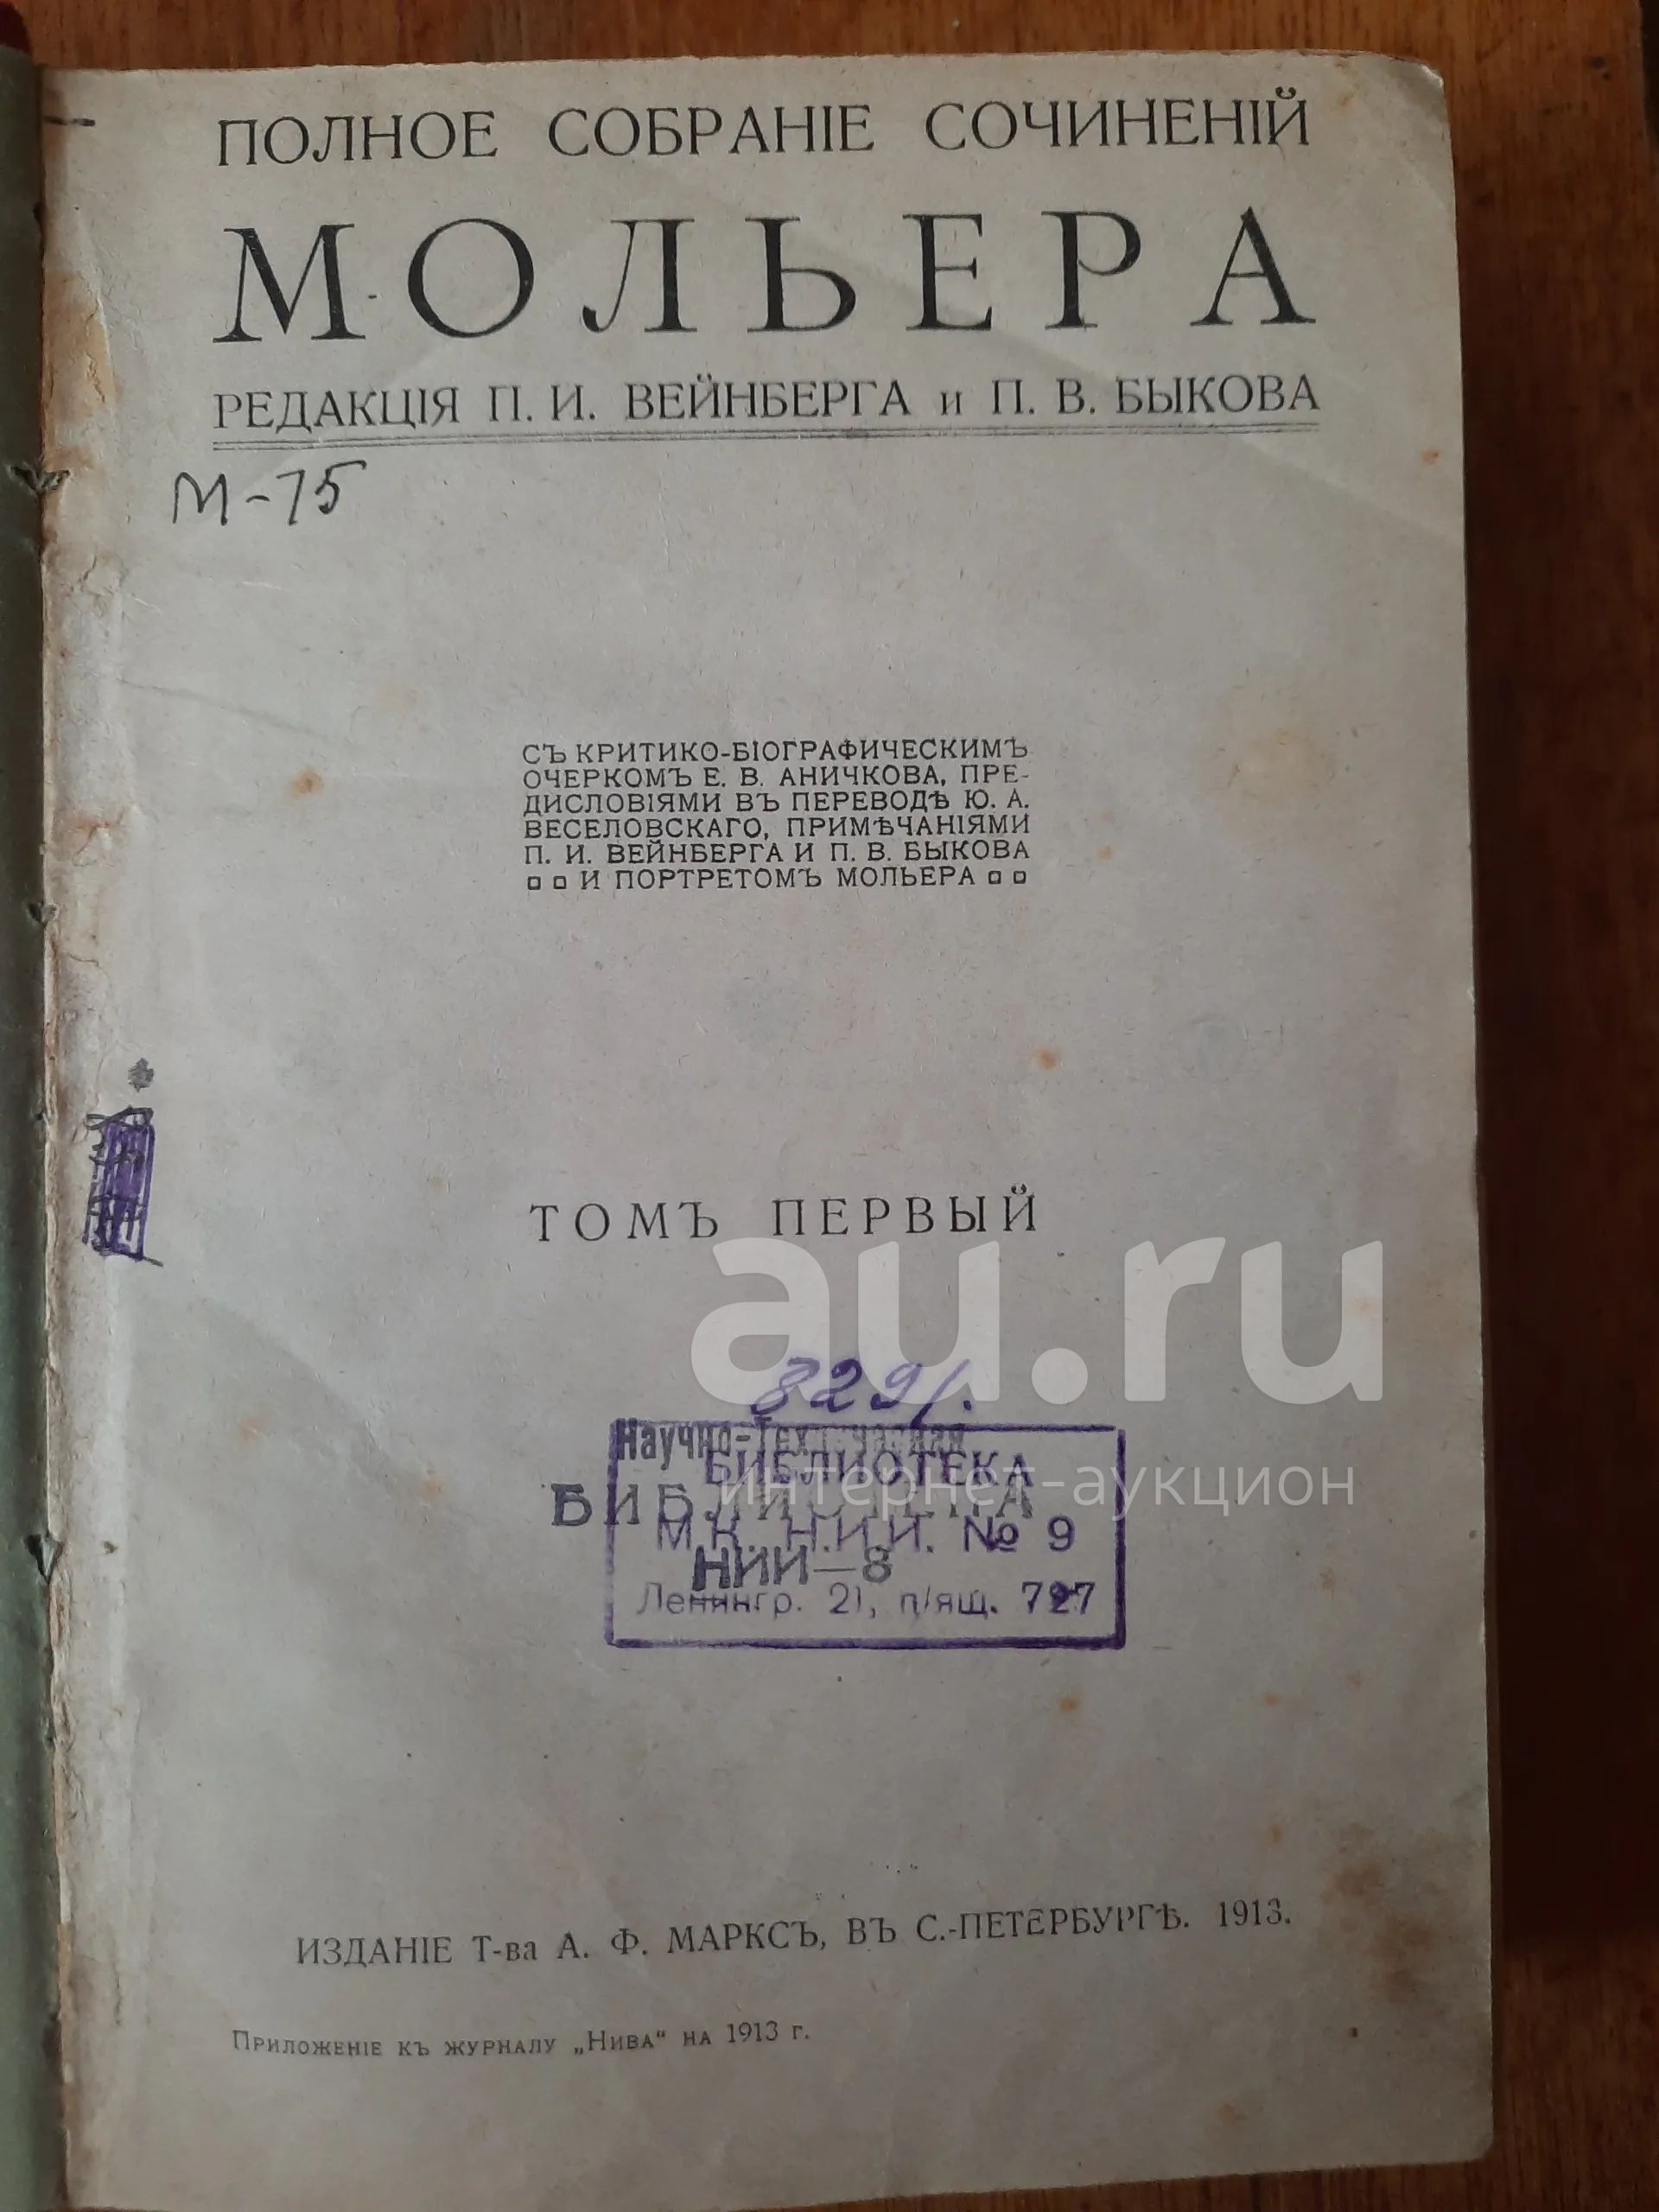 ПОЛНОЕ СОБРАНІЕ СОЧИНЕНІЙ
МОЛЬЕРА
РЕДАКЦІЯ П. И. ВЕЙНБЕРГА и П. В. БЫКОВА
М-75
СЪ КРИТИКО-БІОГРАФИЧЕСКИМЪ
ОЧЕРКОМЪ Е. В. АНИЧКОВА, ПРЕ-
ДИСЛОВІЯМИ ВЪ ПЕРЕВОДѢ Ю. А.
ВЕСЕЛОВСКАГО, ПРИМѢЧАНІЯМИ
П. И. ВЕЙНБЕРГА И П. В. БЫКОВА
И ПОРТРЕТОМЪ МОЛЬЕРА
ТОМЪ ПЕРВЫЙ
au.ru
3291.
Научно-Техническая
БИБЛИОТЕКА
интернет-аукцион
БИБЛИОТЕКА
М.К. Н.И.И. № 9
НИИ—8
Ленингр. 21, п/ящ. 727
ИЗДАНІЕ Т-ва А. Ф. МАРКСЪ, ВЪ С.-ПЕТЕРБУРГѢ. 1913.
Приложеніе къ журналу „Нива“ на 1913 г.